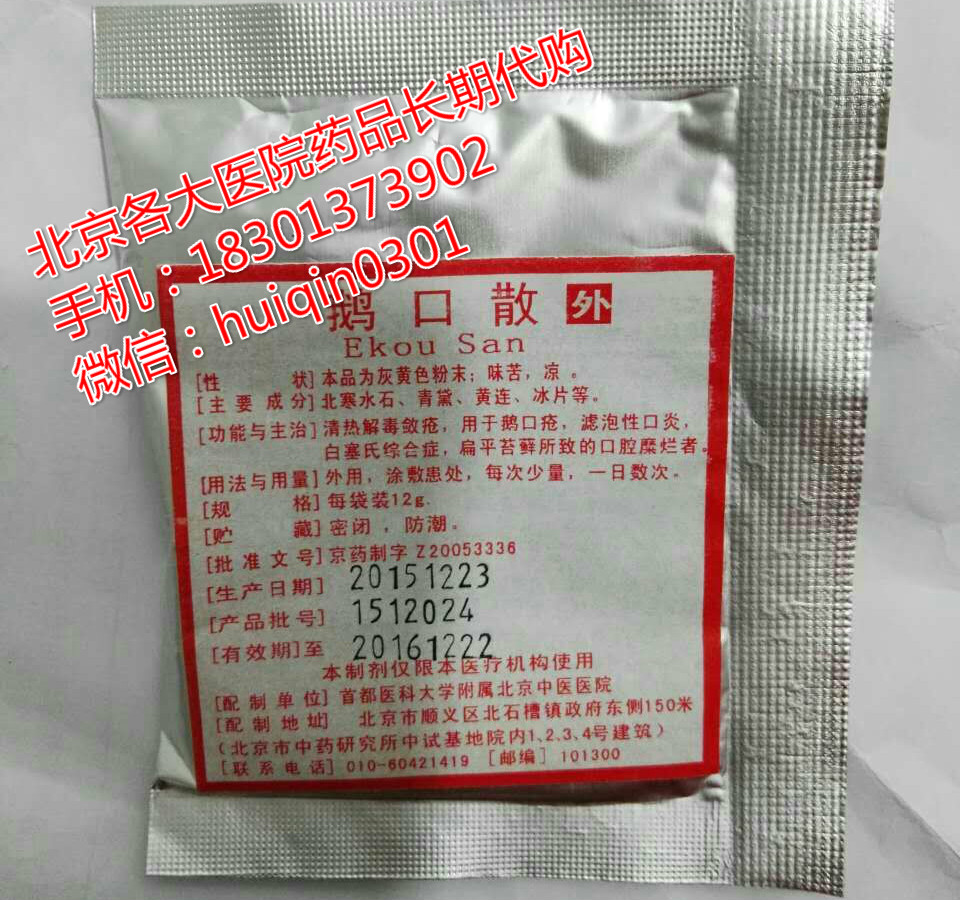 北京各大医院药品长期代购
手机：18301373902
微信：huiqin0301
鹅口散 外
Ekou San
[性 状]本品为灰黄色粉末；味苦，凉 。
[主 要 成 分]北寒水石、青黛、黄连、冰片等。
[功能与主治]清热解毒敛疮，用于鹅口疮，滤泡性口炎，
白塞氏综合症，扁平苔藓所致的口腔糜烂者。
[用法与用量]外用，涂敷患处，每次少量，一日数次。
[规 格]每袋装12g.
[贮 藏]密闭 ，防潮。
[批 准 文 号]京药制字 Z20053336
[生 产 日 期] 20151223
[产 品 批 号] 1512024
[有 效 期]至 20161222
本制剂仅限本医疗机构使用
[配 制 单 位] 首都医科大学附属北京中医医院
[配 制 地 址] 北京市顺义区北石槽镇政府东侧150米
（北京市中药研究所中试基地院内1、2、3、4号建筑）
[联 系 电 话] 010-60421419 [邮编] 101300